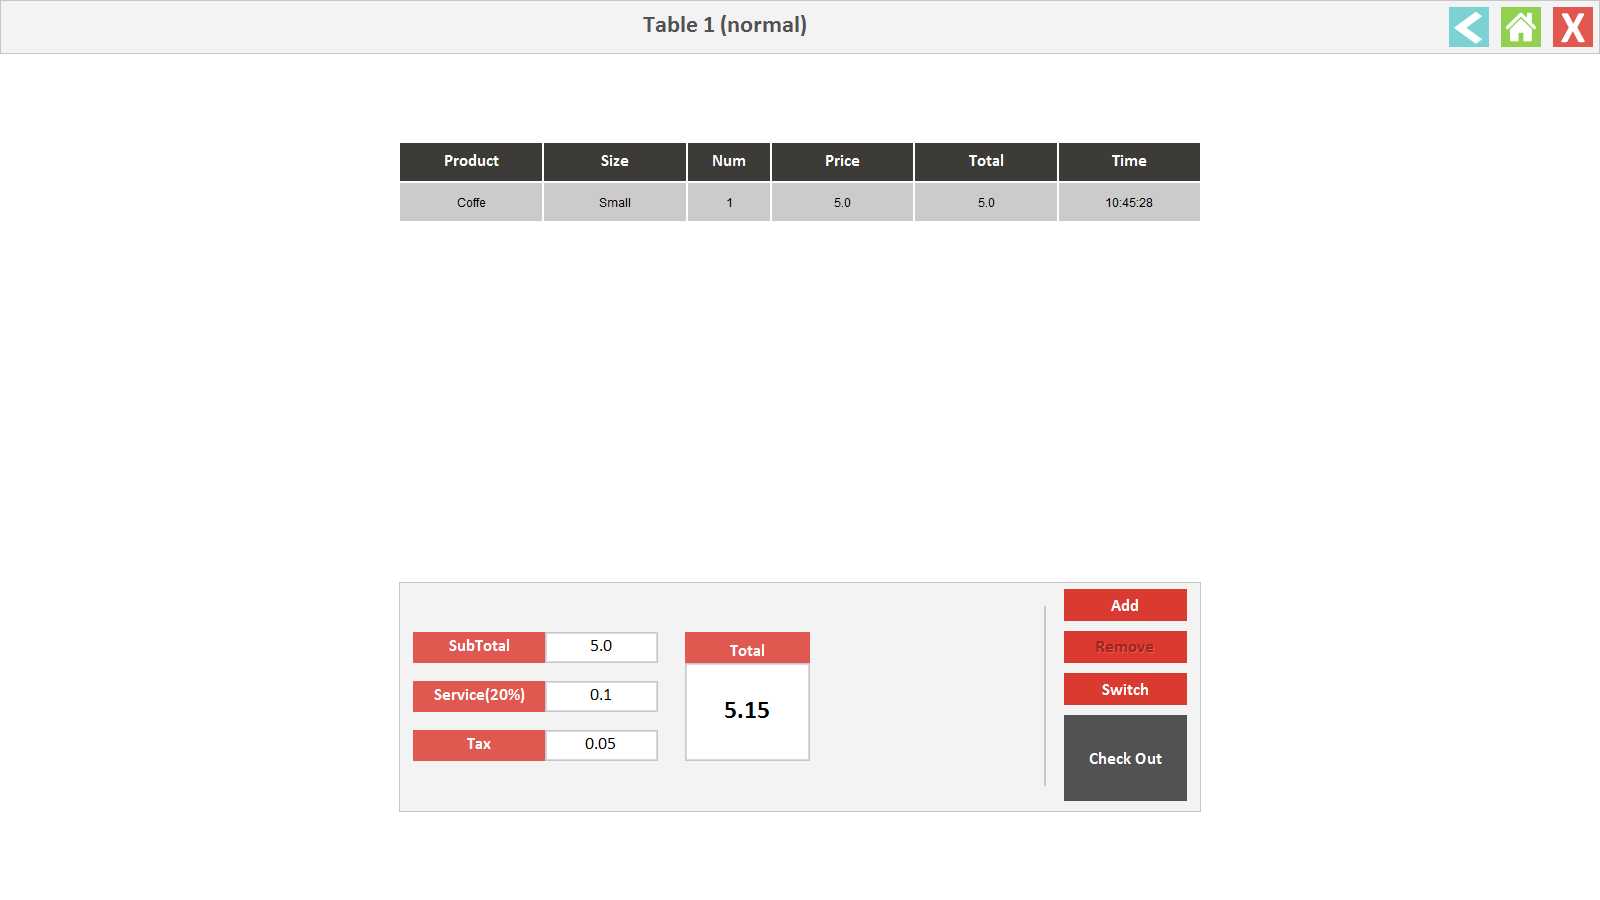 Table 1 (normal)
Product Size Num Price Total Time
Coffe Small 1 5.0 5.0 10:45:28
SubTotal 5.0
Service(20%) 0.1
Tax 0.05
Total
5.15
Add
Remove
Switch
Check Out